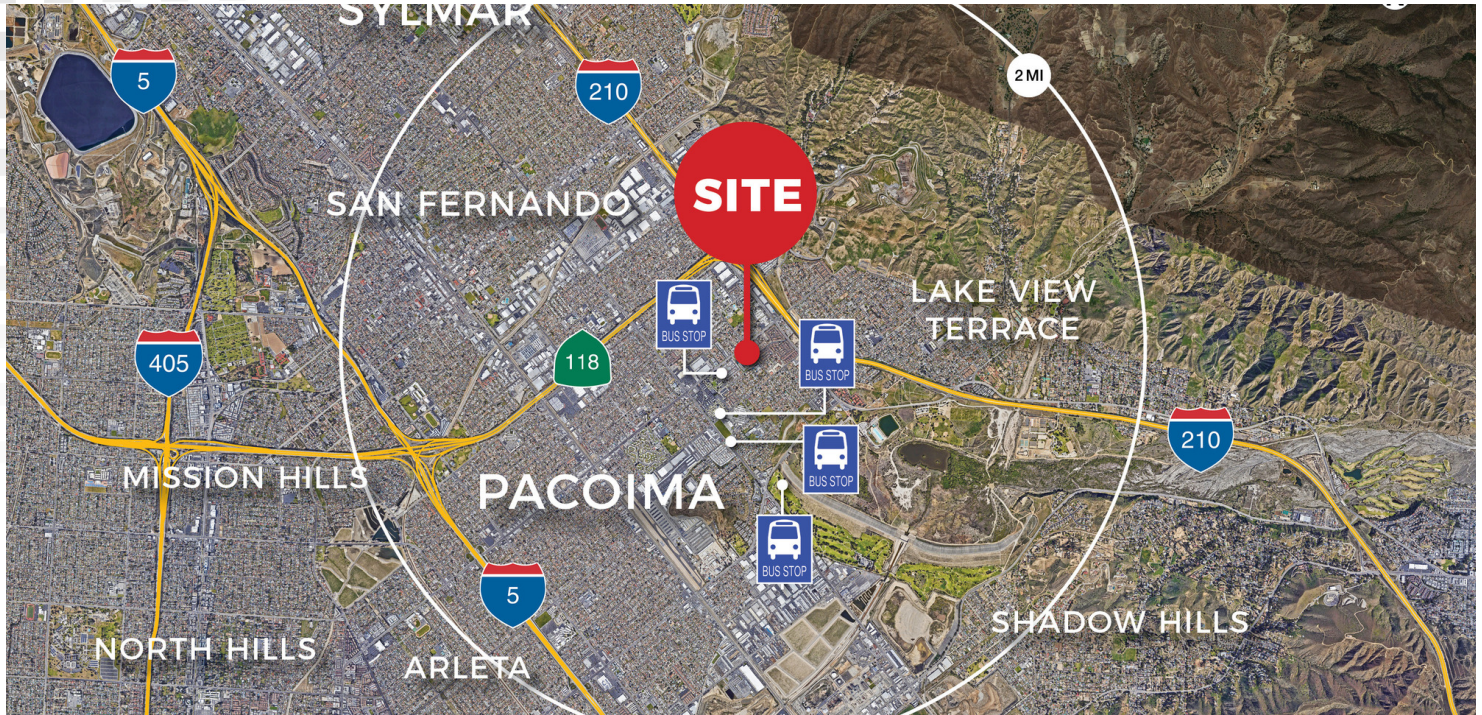 SYLMAR
5
210
2 MI
SITE
SAN FERNANDO
LAKE VIEW
TERRACE
BUS STOP
BUS STOP
405
118
210
MISSION HILLS
PACOIMA
BUS STOP
BUS STOP
5
SHADOW HILLS
NORTH HILLS
ARLETA